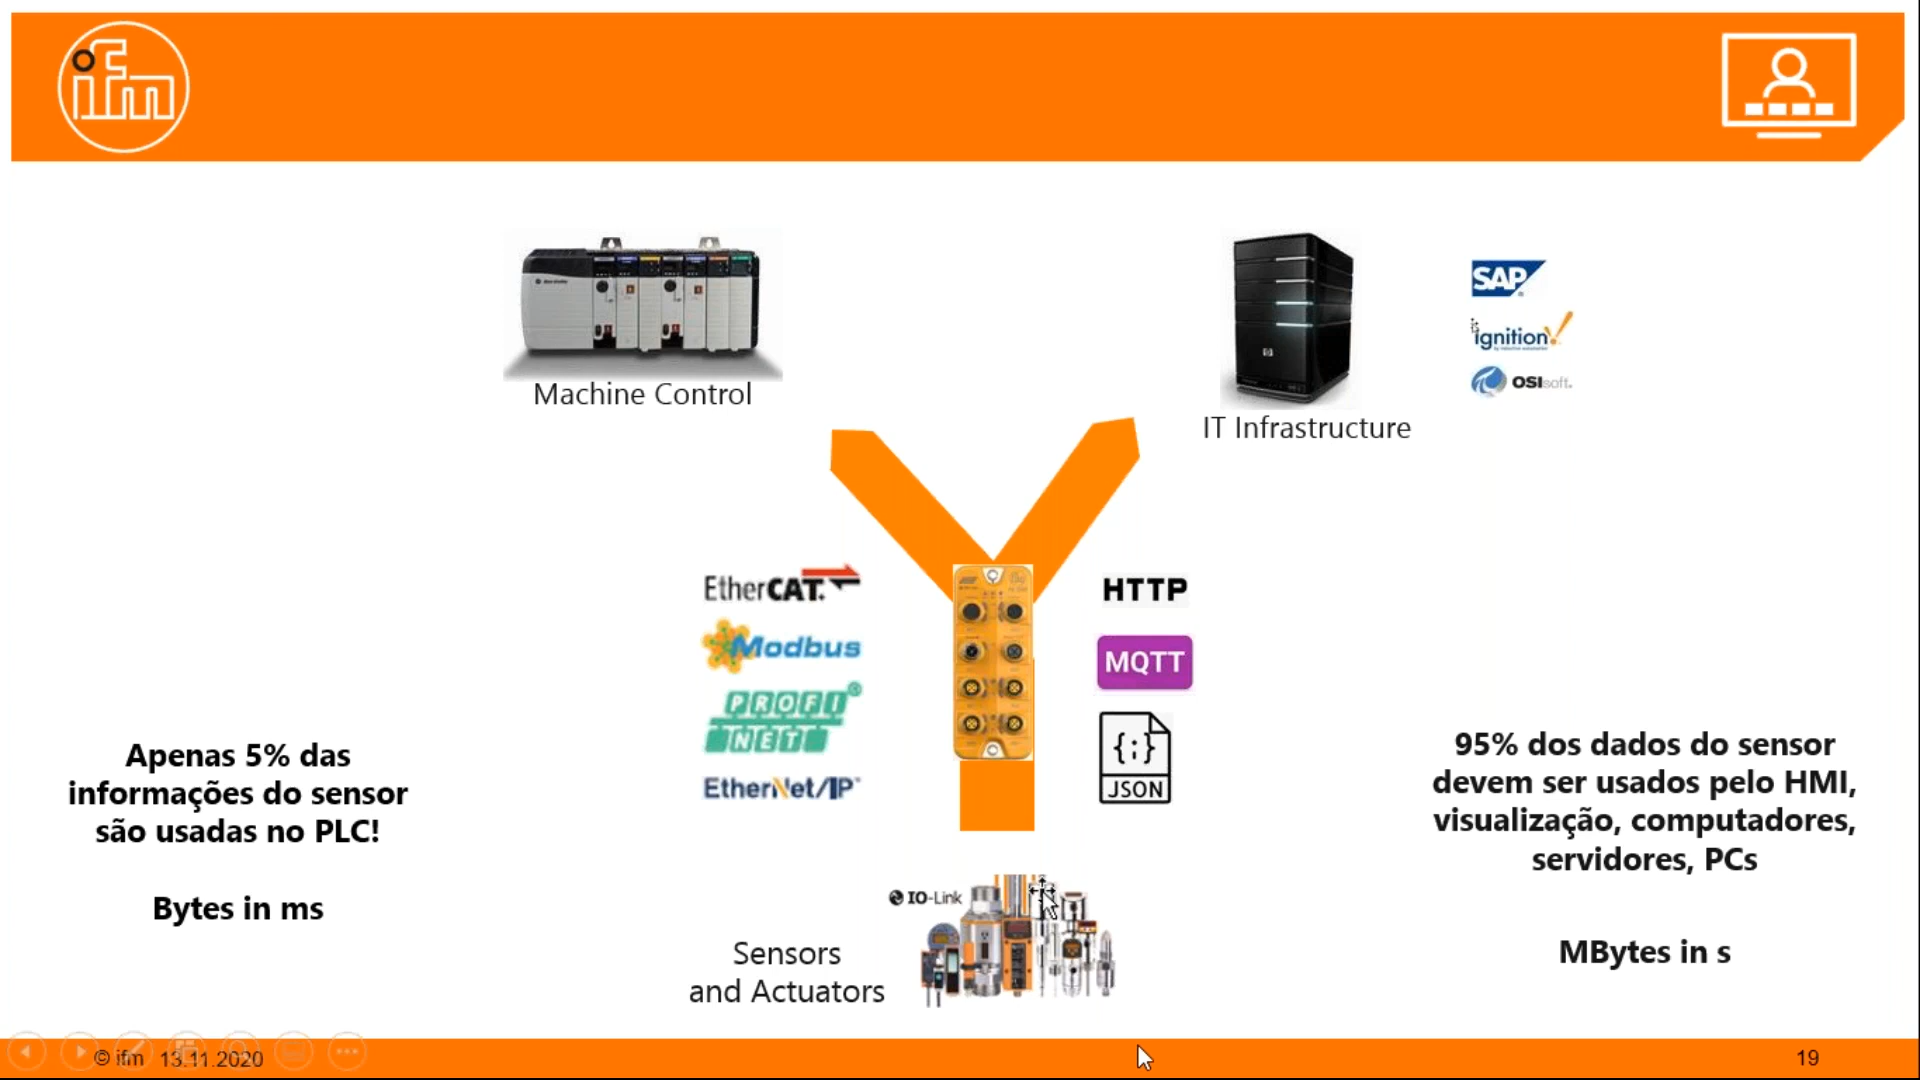 ifm
SAP
ignition!
OSIsoft.
Machine Control
IT Infrastructure
EtherCAT.
Modbus
PROFI
NET
EtherNet/IP
HTTP
MQTT
{;}
JSON
Apenas 5% das
informações do sensor
são usadas no PLC!
Bytes in ms
95% dos dados do sensor
devem ser usados pelo HMI,
visualização, computadores,
servidores, PCs
MBytes in s
IO-Link
Sensors
and Actuators
© ifm 13.11.2020
19